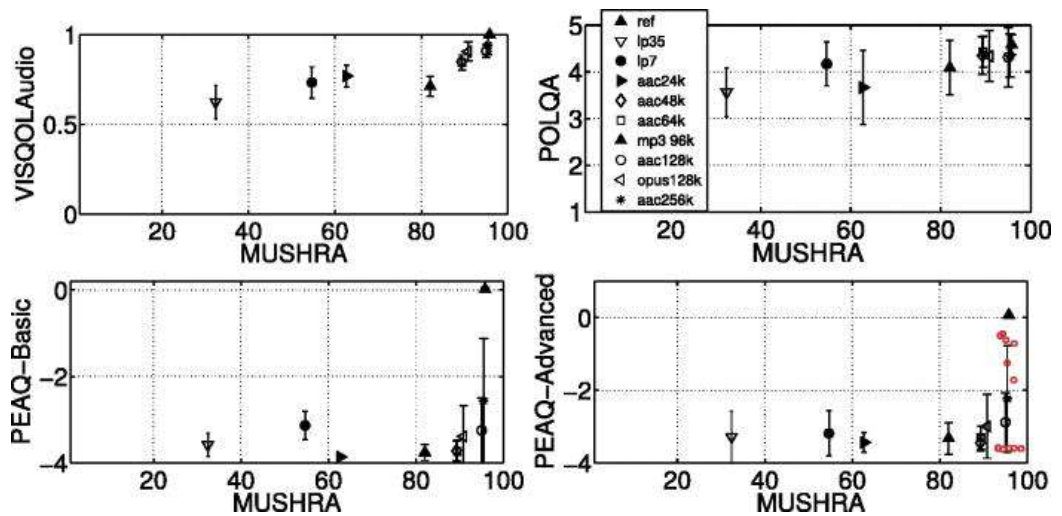 VISQOLAudio
1
0.5
0
20 40 60 80 100
MUSHRA
POLQA
5
4
3
2
1
ref
lp35
lp7
aac24k
aac48k
aac64k
mp3 96k
aac128k
opus128k
aac256k
20 40 60 80 100
MUSHRA
PEAQ-Basic
0
−2
−4
20 40 60 80 100
MUSHRA
PEAQ-Advanced
0
−2
−4
20 40 60 80 100
MUSHRA